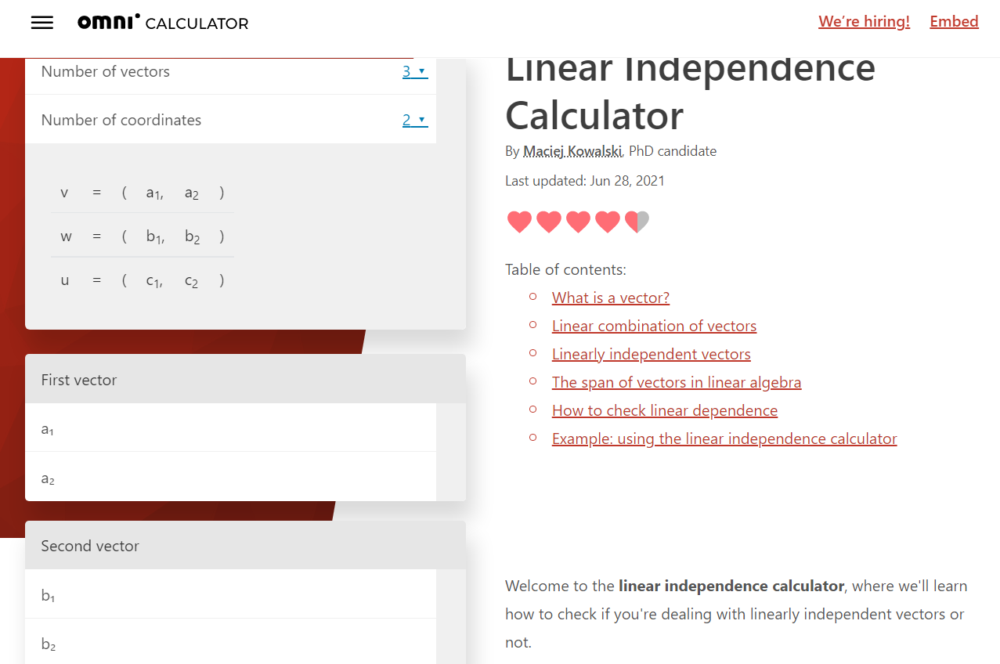 omni CALCULATOR
We're hiring! Embed
Number of vectors 3
Number of coordinates 2
v = ( a₁, a₂ )
w = ( b₁, b₂ )
u = ( c₁, c₂ )
First vector
a₁
a₂
Second vector
b₁
b₂
Linear Independence
Calculator
By Maciej Kowalski, PhD candidate
Last updated: Jun 28, 2021
Table of contents:
What is a vector?
Linear combination of vectors
Linearly independent vectors
The span of vectors in linear algebra
How to check linear dependence
Example: using the linear independence calculator
Welcome to the linear independence calculator, where we'll learn
how to check if you're dealing with linearly independent vectors or
not.